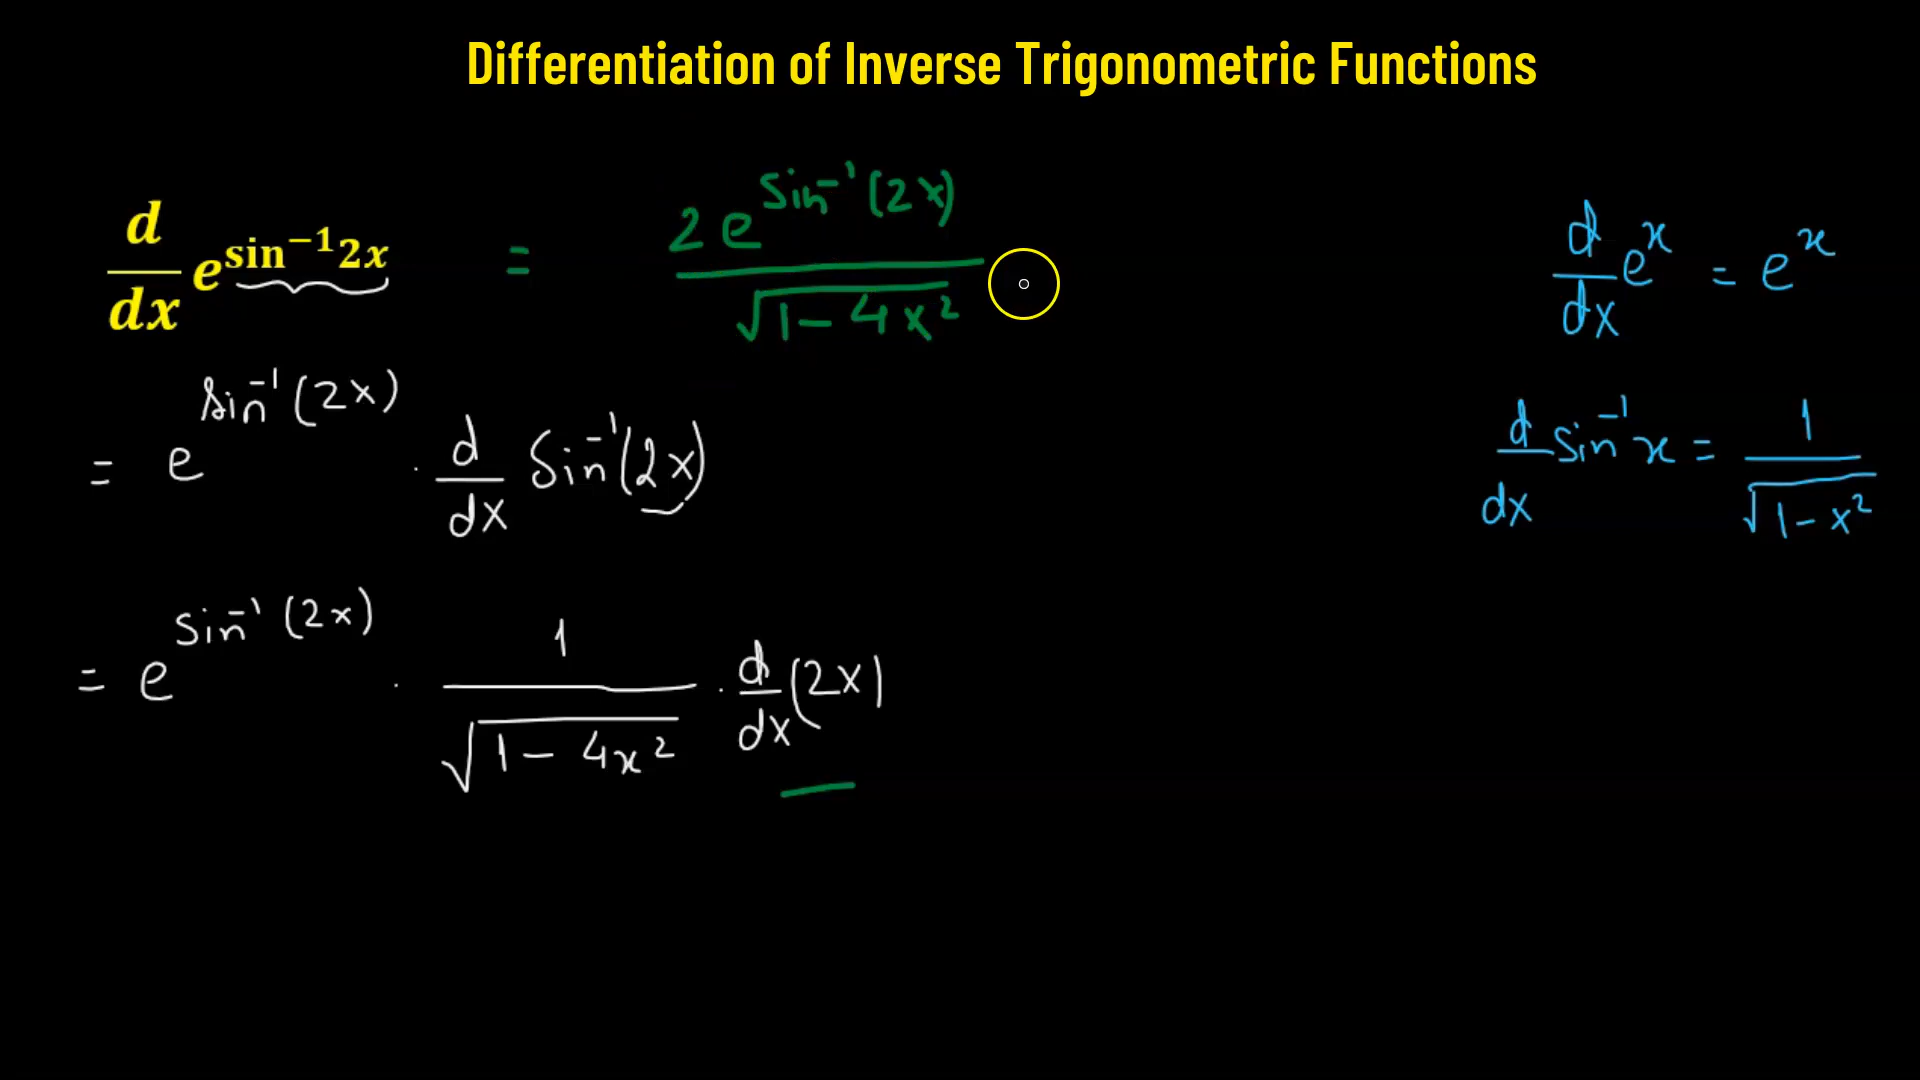 Differentiation of Inverse Trigonometric Functions
d/dx e^(sin⁻¹2x) = 2e^(Sin⁻¹(2x)) / √(1-4x²)
d/dx e^x = e^x
= e^(Sin⁻¹(2x)) · d/dx Sin⁻¹(2x)
d/dx Sin⁻¹x = 1/√(1-x²)
= e^(Sin⁻¹(2x)) · 1/√(1-4x²) · d/dx (2x)